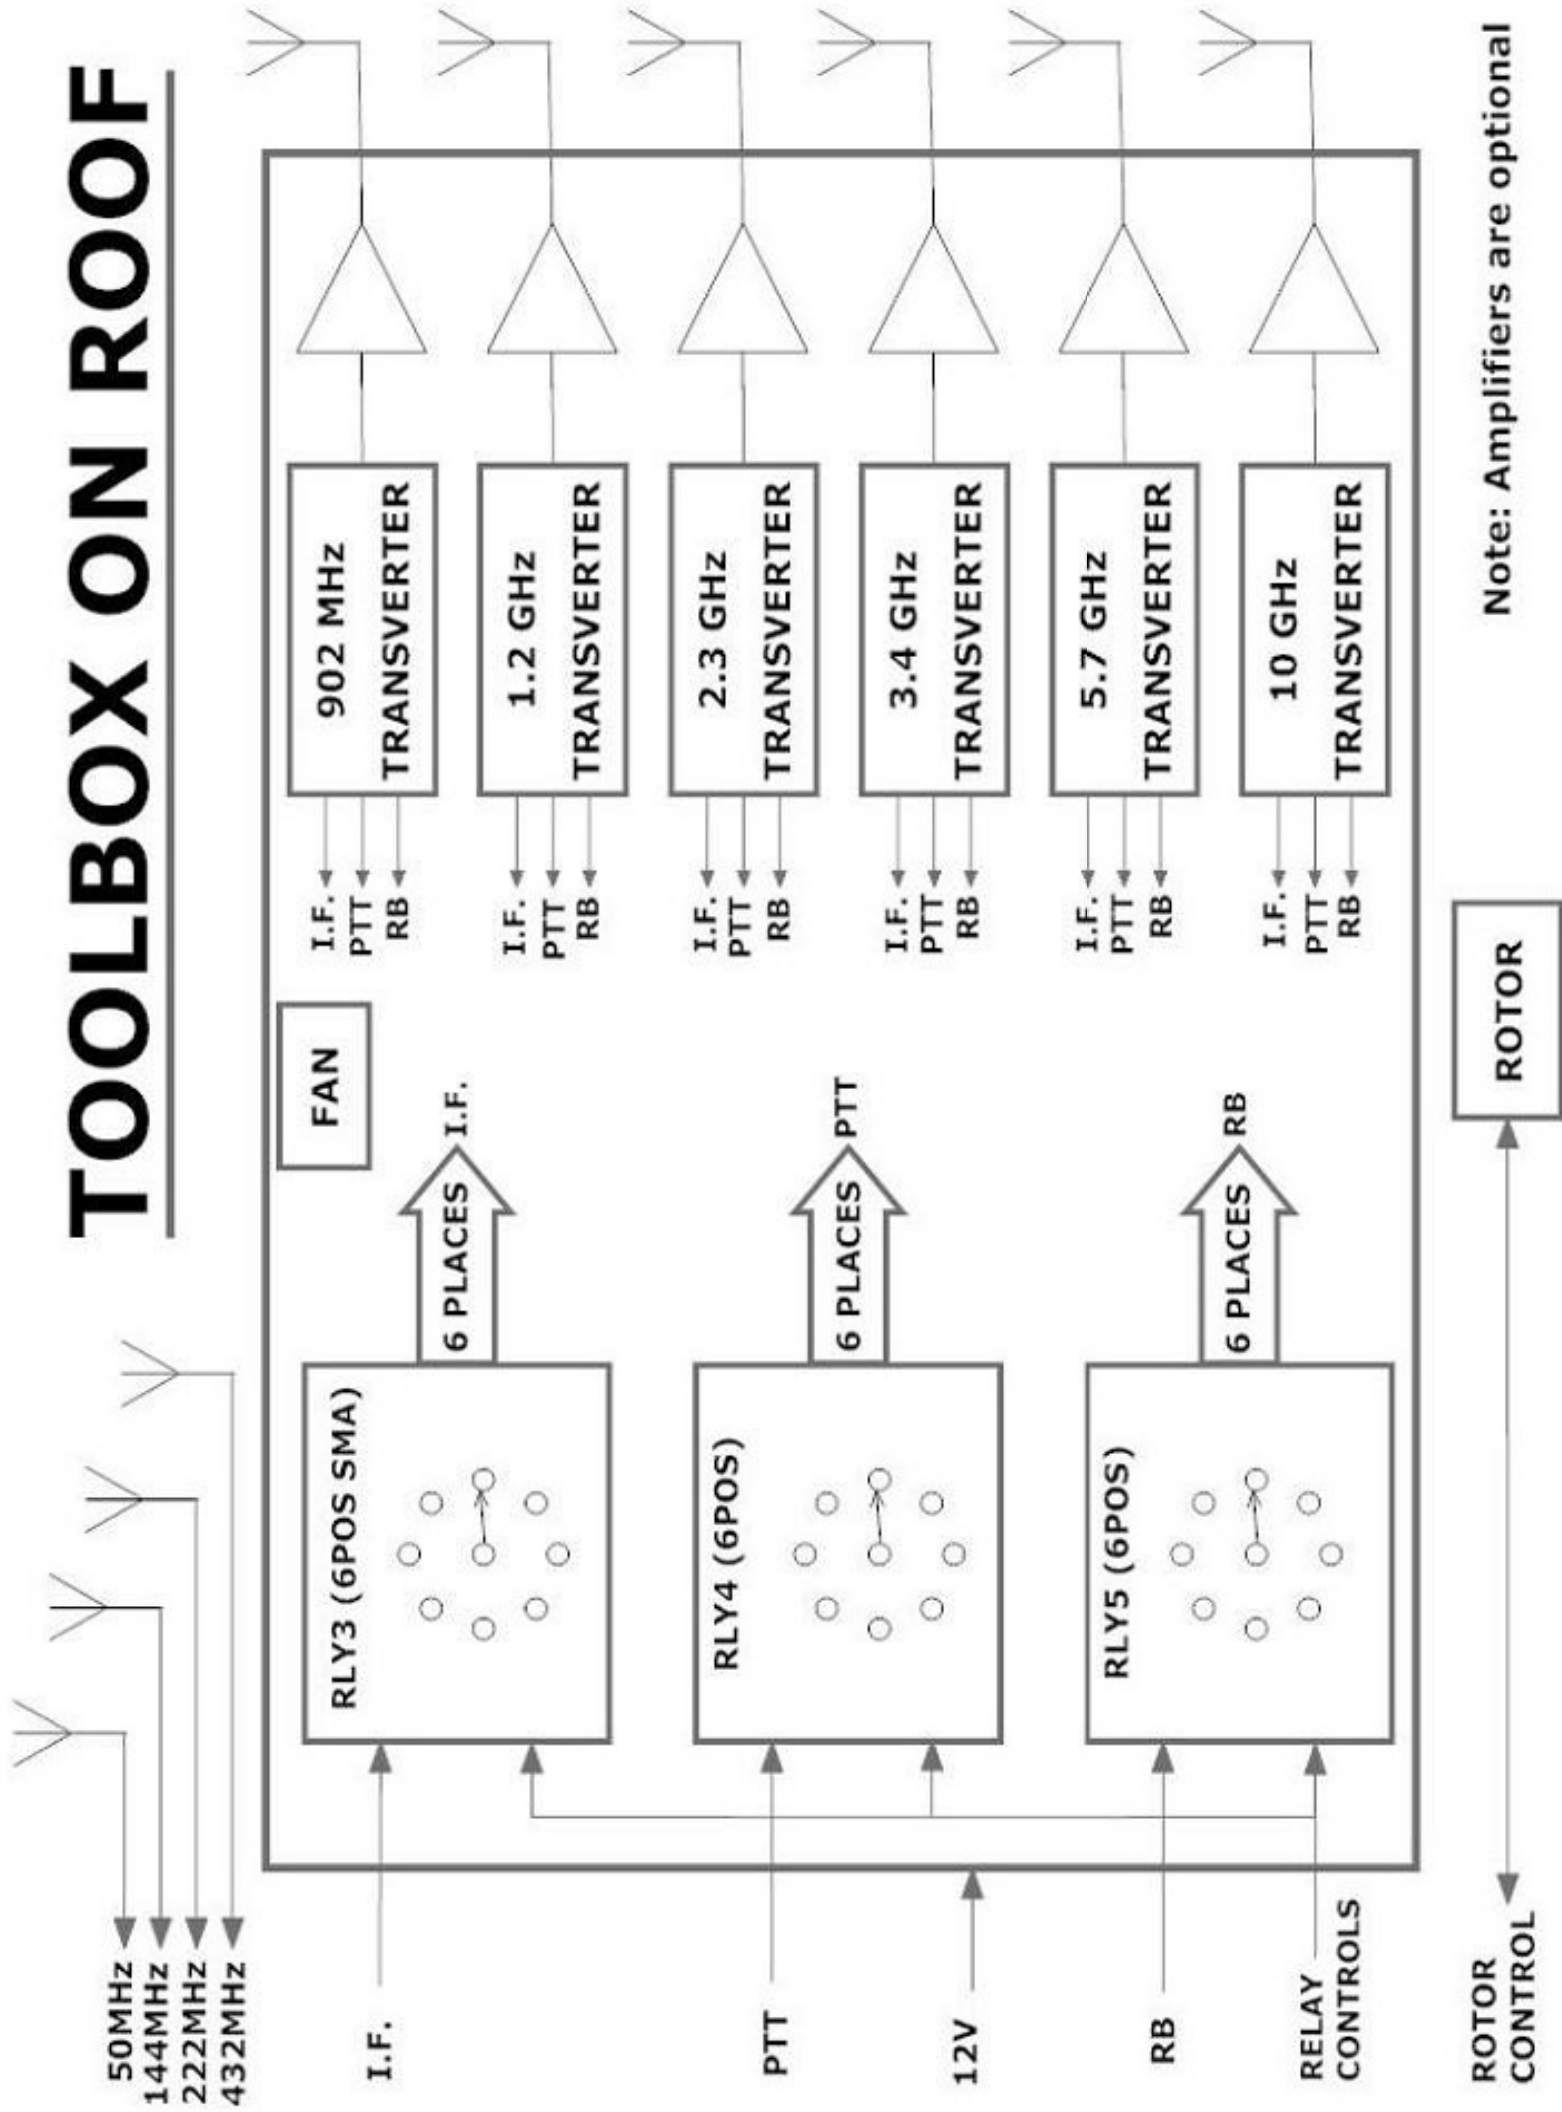 TOOLBOX ON ROOF
50MHz
144MHz
222MHz
432MHz
FAN
RLY3 (6POS SMA)
6 PLACES
I.F.
I.F.
RLY4 (6POS)
6 PLACES
PTT
PTT
12V
RLY5 (6POS)
6 PLACES
RB
RB
RELAY
CONTROLS
I.F.
PTT
RB
902 MHz
TRANSVERTER
I.F.
PTT
RB
1.2 GHz
TRANSVERTER
I.F.
PTT
RB
2.3 GHz
TRANSVERTER
I.F.
PTT
RB
3.4 GHz
TRANSVERTER
I.F.
PTT
RB
5.7 GHz
TRANSVERTER
I.F.
PTT
RB
10 GHz
TRANSVERTER
ROTOR
CONTROL
ROTOR
Note: Amplifiers are optional